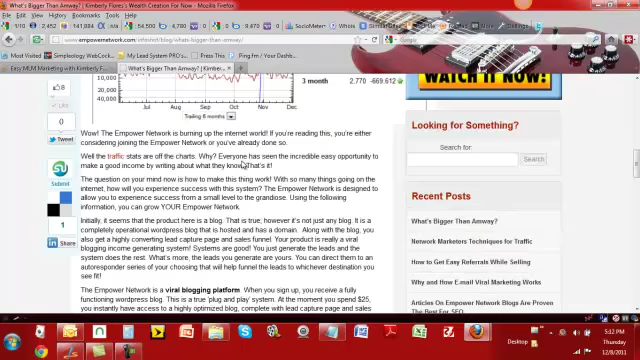 What's Bigger Than Amway? | Kimberly Flores's Wealth Creation For Now - Mozilla Firefox
File Edit View History Bookmarks Tools Help
www.empowernetwork.com
Easy MLM Marketing with Kimberly F
What's Bigger Than Amway? | Kimber
40,000
Jul Aug Sep Oct Nov Dec
Trailing 6 months
3 month 2,770 -669.612
WATCH IT NOW!
8
Like
0
Tweet
Submit
1
Share
Wow! The Empower Network is burning up the internet world! If you're reading this, you're either
considering joining the Empower Network or you've already done so.
Well the traffic stats are off the charts. Why? Everyone has seen the incredible easy opportunity to
make a good income by writing about what they know. That's it!
The question on your mind now is how to make this thing work? With so many things going on the
internet, how will you experience success with this system? The Empower Network is designed to
allow you to experience success from a small level to the grandiose. Using the following
information, you can grow YOUR Empower Network
Initially, it seems that the product here is a blog. That is true, however it's not just any blog. It is a
completely operational wordpress blog that is hosted and has a domain. Along with the blog, you
also get a highly converting lead capture page and sales funnel. Your product is really a viral
blogging income generating system! Systems are good! You just generate the leads and the
system does the rest. What's more, the leads you generate are yours. You can direct them to an
autoresponder series of your choosing that will help funnel the leads to whichever destination you
see fit!
The Empower Network is a viral blogging platform. When you sign up, you receive a fully
functioning wordpress blog. This is a true 'plug and play' system. At the moment you spend $25,
you instantly have access to a highly optimized blog, complete with lead capture page and sales
Looking for Something?
Search for:
Search
Recent Posts
What's Bigger Than Amway?
Network Marketers Techniques for Traffic
How to Get Easy Referrals While Selling
Why and How E-mail Viral Marketing Works
Articles On Empower Network Blogs Are Proven
The Best For SEO.
Desktop
5:12 PM
Thursday
12/8/2011